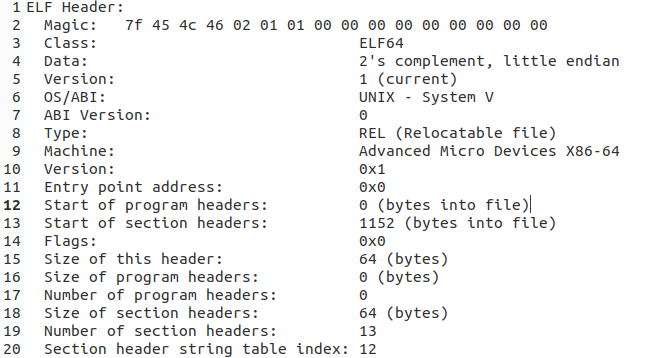 1 ELF Header:
2   Magic:   7f 45 4c 46 02 01 01 00 00 00 00 00 00 00 00 00
3   Class:                             ELF64
4   Data:                              2's complement, little endian
5   Version:                           1 (current)
6   OS/ABI:                            UNIX - System V
7   ABI Version:                       0
8   Type:                              REL (Relocatable file)
9   Machine:                           Advanced Micro Devices X86-64
10   Version:                           0x1
11   Entry point address:               0x0
12   Start of program headers:          0 (bytes into file)
13   Start of section headers:          1152 (bytes into file)
14   Flags:                             0x0
15   Size of this header:               64 (bytes)
16   Size of program headers:           0 (bytes)
17   Number of program headers:         0
18   Size of section headers:           64 (bytes)
19   Number of section headers:         13
20   Section header string table index: 12